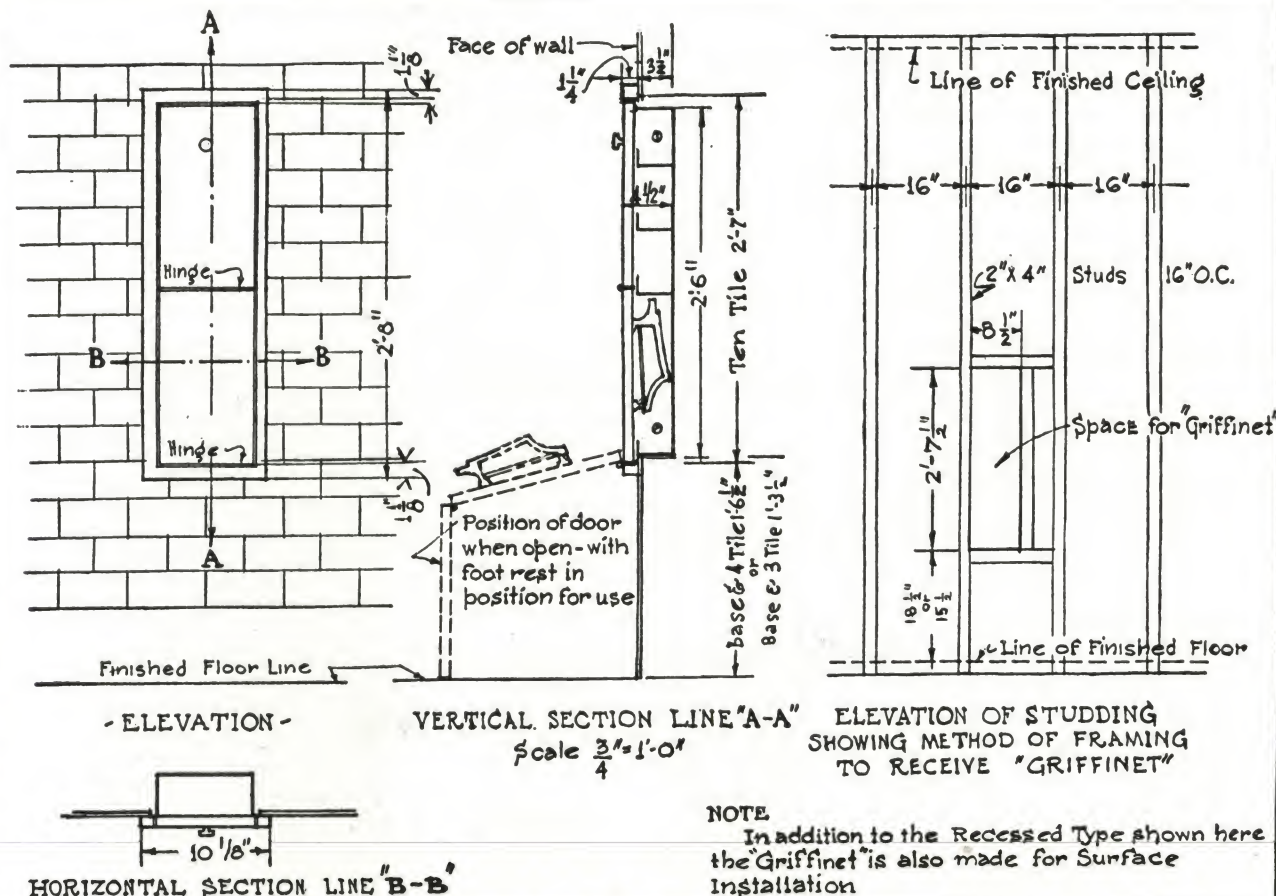 A
1 1/8"
Hinge
2'-8"
B
B
Hinge
1 1/8"
A
Finished Floor Line
- ELEVATION -
Face of wall
3 1/2"
1 1/4
4 1/2"
2'-6"
Ten Tile 2'-7"
Position of door
when open-with
foot rest in
position for use
base & 4 Tile 1'-6 1/2"
or
Base & 3 Tile 1'-3 1/2"
VERTICAL SECTION LINE "A-A"
Scale 3/4"=1'-0"
Line of Finished Ceiling
16" 16" 16"
2"X 4" Studs 16" O.C.
8 1/2"
2'-7 1/2"
Space for "Griffinet"
18 1/2
or
15 1/2
Line of Finished Floor
ELEVATION OF STUDDING
SHOWING METHOD OF FRAMING
TO RECEIVE "GRIFFINET"
10 1/8"
HORIZONTAL SECTION LINE "B-B"
NOTE
In addition to the Recessed Type shown here
the "Griffinet" is also made for Surface
Installation